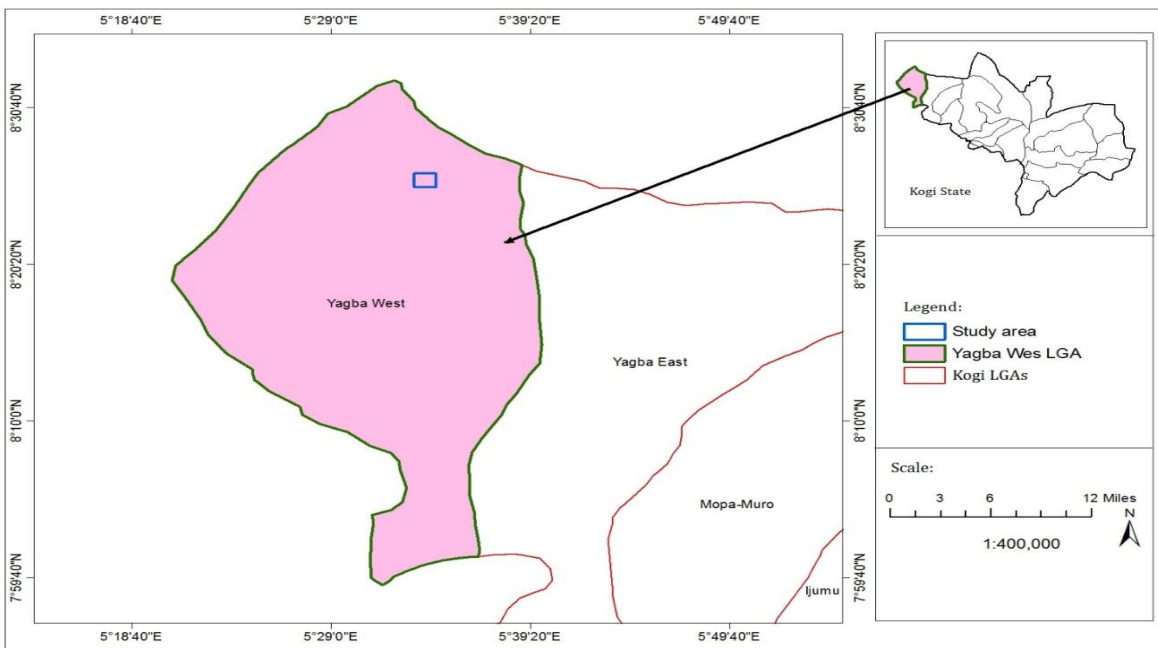 5°18'40"E 5°29'0"E 5°39'20"E 5°49'40"E
8°30'40"N
8°20'20"N
8°10'0"N
7°59'40"N
Yagba West
Yagba East
Mopa-Muro
Ijumu
8°30'40"N
8°20'20"N
8°10'0"N
7°59'40"N
5°18'40"E 5°29'0"E 5°39'20"E 5°49'40"E
Kogi State
Legend:
Study area
Yagba Wes LGA
Kogi LGAs
Scale:
0 3 6 12 Miles
N
1:400,000